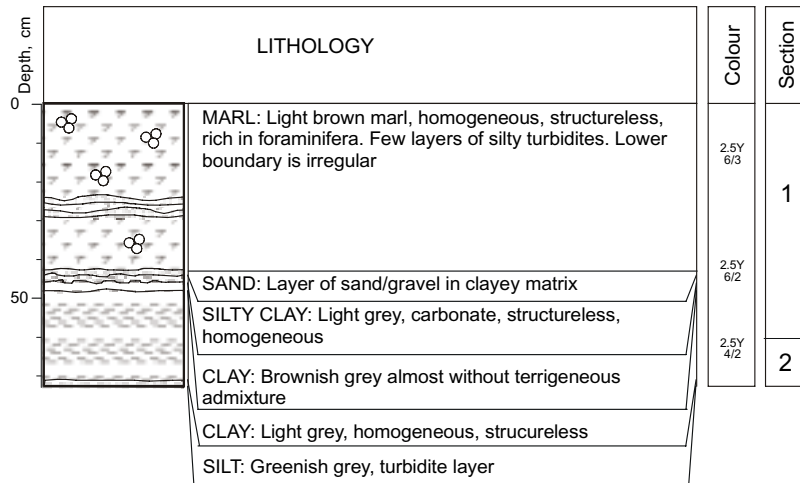 Depth, cm
LITHOLOGY
Colour
Section
0
MARL: Light brown marl, homogeneous, structureless,
rich in foraminifera. Few layers of silty turbidites. Lower
boundary is irregular
2.5Y
6/3
1
SAND: Layer of sand/gravel in clayey matrix
2.5Y
6/2
50
SILTY CLAY: Light grey, carbonate, structureless,
homogeneous
2.5Y
4/2
2
CLAY: Brownish grey almost without terrigeneous
admixture
CLAY: Light grey, homogeneous, strucureless
SILT: Greenish grey, turbidite layer